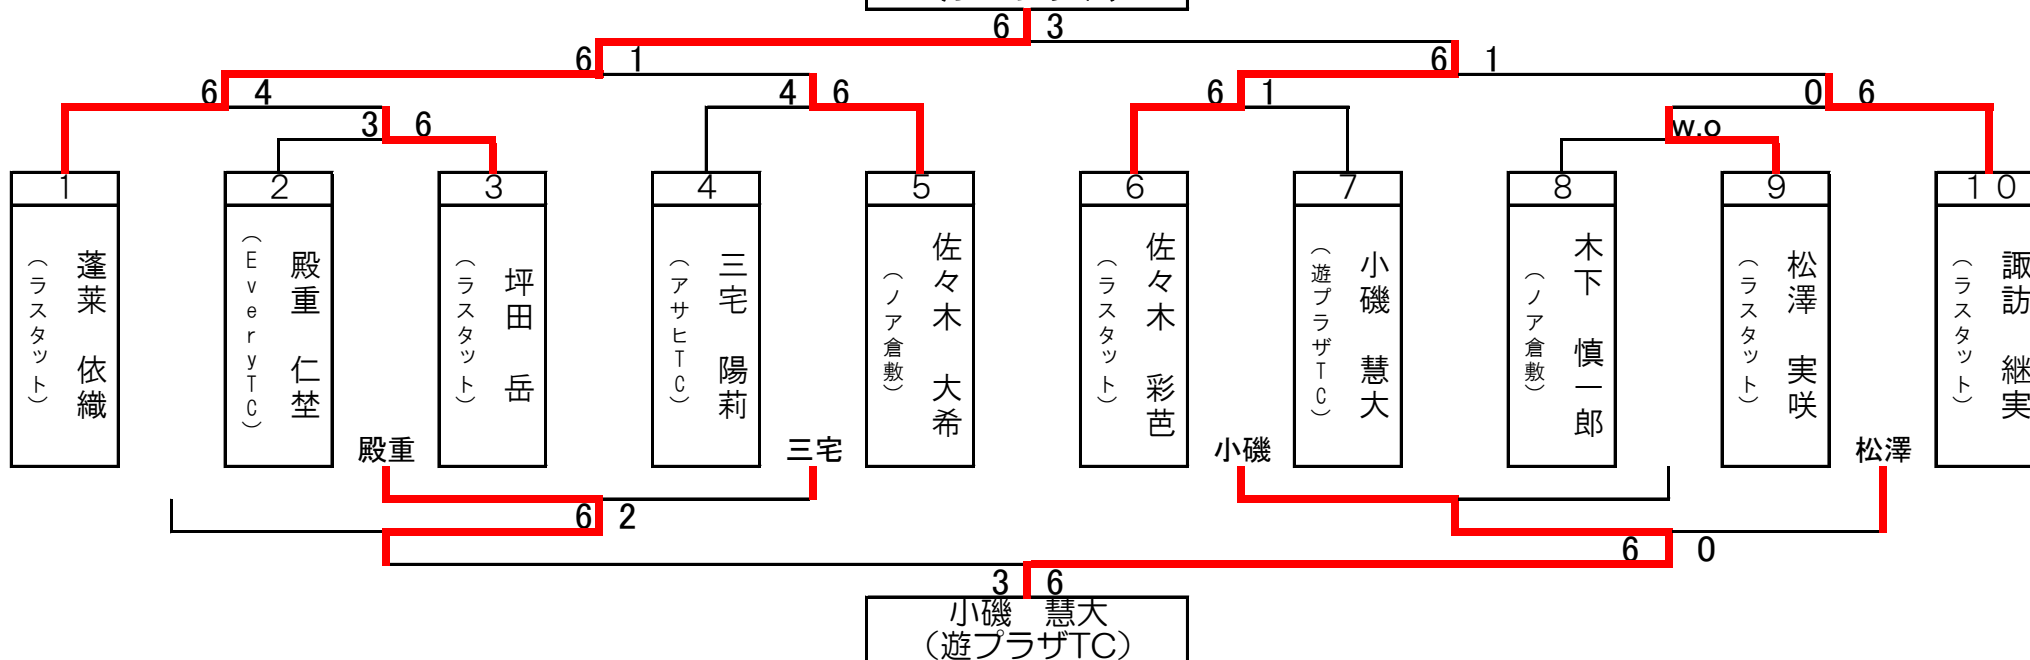 6 3
6 1
6 1
6 4
4 6
6 1
0 6
3 6
w.o
1
2
3
4
5
6
7
8
9
10
蓬莱 依織
（ラスタット）
殿重 仁埜
（EveryTC）
坪田 岳
（ラスタット）
三宅 陽莉
（アサヒTC）
佐々木 大希
（ノア倉敷）
佐々木 彩芭
（ラスタット）
小磯 慧大
（遊プラザTC）
木下 慎一郎
（ノア倉敷）
松澤 実咲
（ラスタット）
諏訪 継実
（ラスタット）
殿重
三宅
小磯
松澤
6 2
6 0
3 6
小磯 慧大
（遊プラザTC）